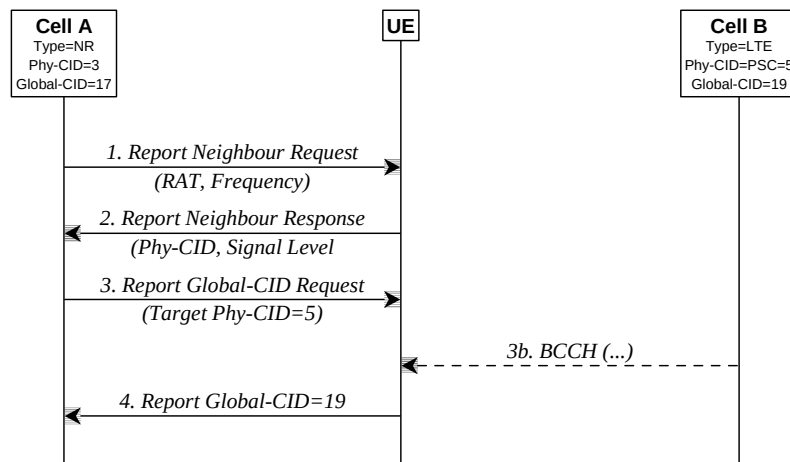 Cell A
Type=NR
Phy-CID=3
Global-CID=17
UE
Cell B
Type=LTE
Phy-CID=PSC=5
Global-CID=19
1. Report Neighbour Request
(RAT, Frequency)
2. Report Neighbour Response
(Phy-CID, Signal Level
3. Report Global-CID Request
(Target Phy-CID=5)
3b. BCCH (...)
4. Report Global-CID=19